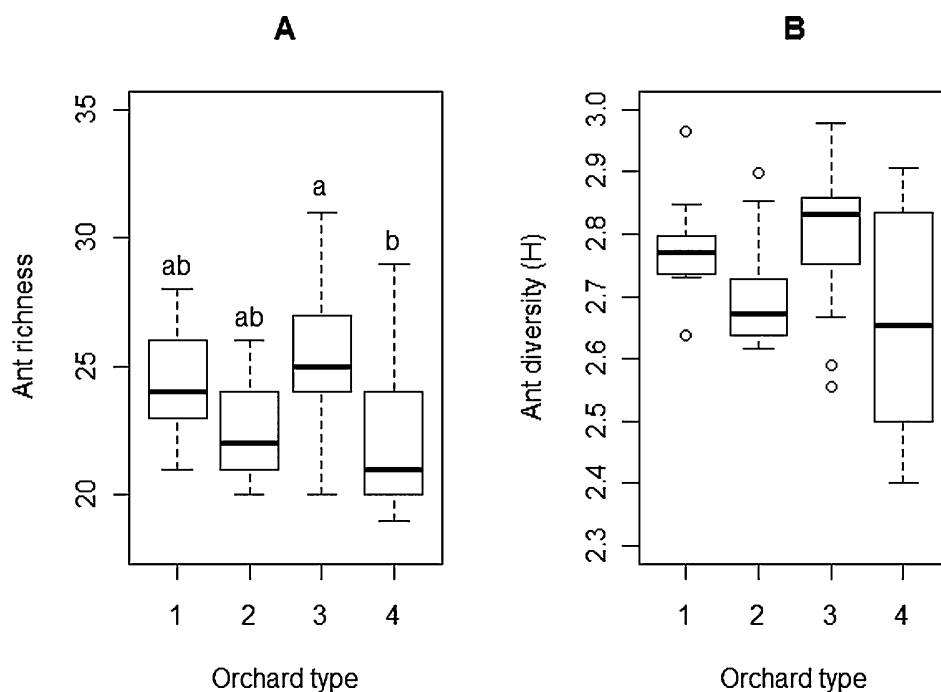 A
Ant richness
35
30
25
20
ab
ab
a
b
1 2 3 4
Orchard type
B
Ant diversity (H)
3.0
2.9
2.8
2.7
2.6
2.5
2.4
2.3
1 2 3 4
Orchard type